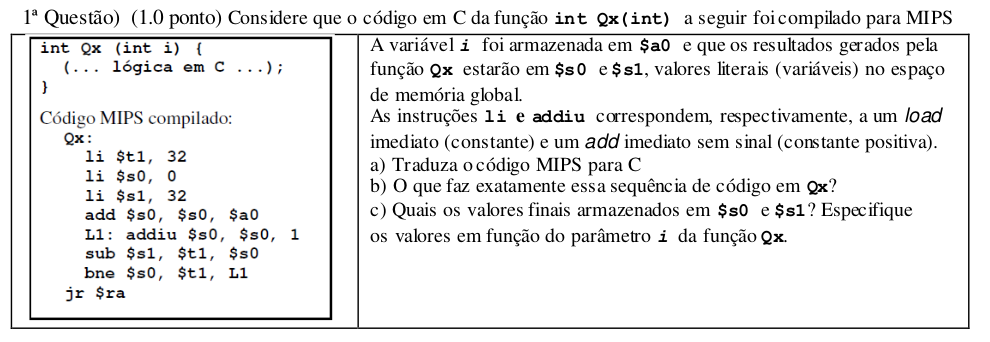 1ª Questão) (1.0 ponto) Considere que o código em C da função int Qx(int) a seguir foi compilado para MIPS
int Qx (int i) {
(... lógica em C ...);
}
Código MIPS compilado:
Qx:
li $t1, 32
li $s0, 0
li $s1, 32
add $s0, $s0, $a0
L1: addiu $s0, $s0, 1
sub $s1, $t1, $s0
bne $s0, $t1, L1
jr $ra
A variável i foi armazenada em $a0 e que os resultados gerados pela
função Qx estarão em $s0 e $s1, valores literais (variáveis) no espaço
de memória global.
As instruções li e addiu correspondem, respectivamente, a um load
imediato (constante) e um add imediato sem sinal (constante positiva).
a) Traduza o código MIPS para C
b) O que faz exatamente essa sequência de código em Qx?
c) Quais os valores finais armazenados em $s0 e $s1? Especifique
os valores em função do parâmetro i da função Qx.